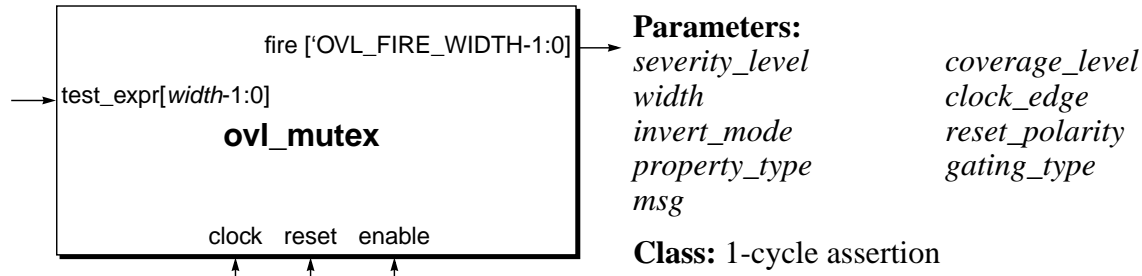 fire [‘OVL_FIRE_WIDTH-1:0]
test_expr[width-1:0]
ovl_mutex
clock reset enable
Parameters:
severity_level coverage_level
width clock_edge
invert_mode reset_polarity
property_type gating_type
msg
Class: 1-cycle assertion